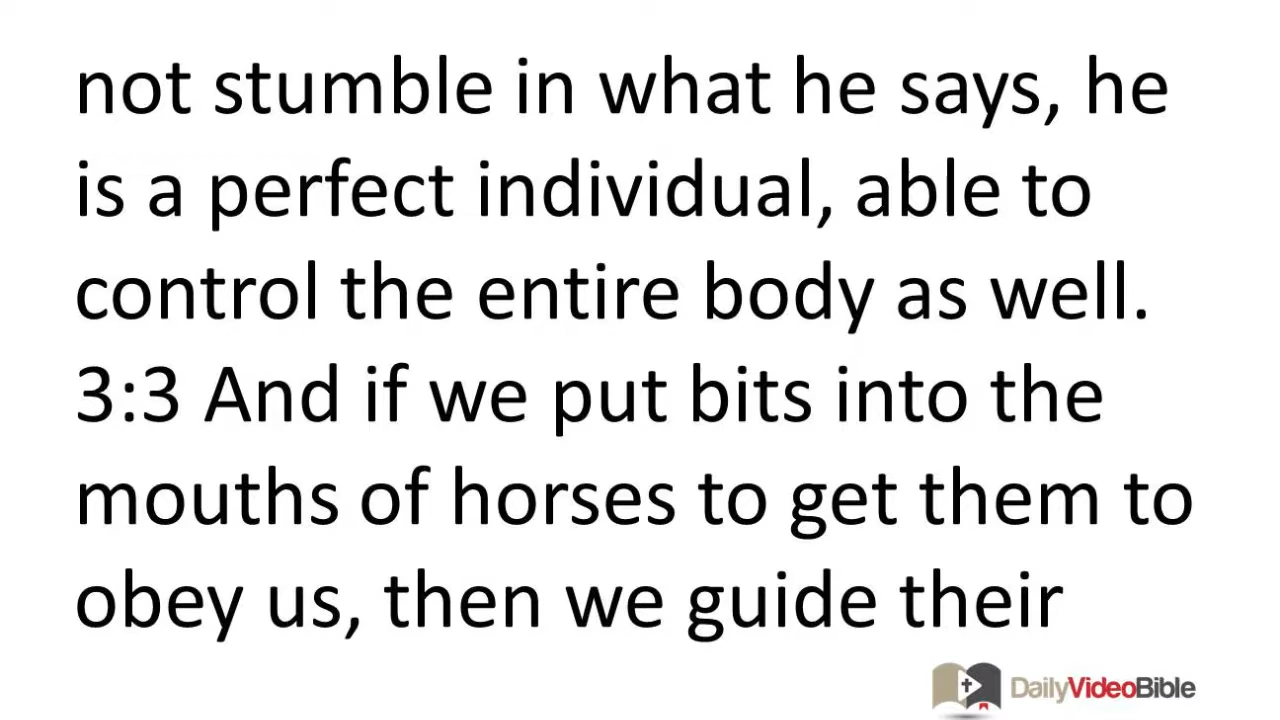 not stumble in what he says, he
is a perfect individual, able to
control the entire body as well.
3:3 And if we put bits into the
mouths of horses to get them to
obey us, then we guide their
DailyVideoBible